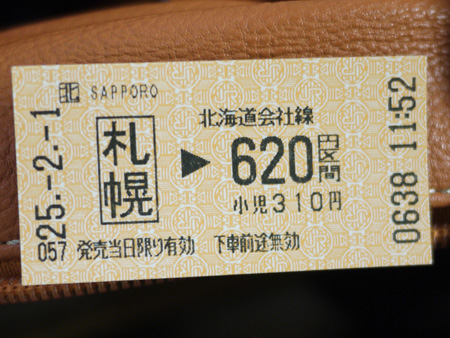 北 SAPPORO
25.-2.-1
札幌
北海道会社線
▶ 620円区間
小児310円
057 発売当日限り有効 下車前途無効
0638 11:52